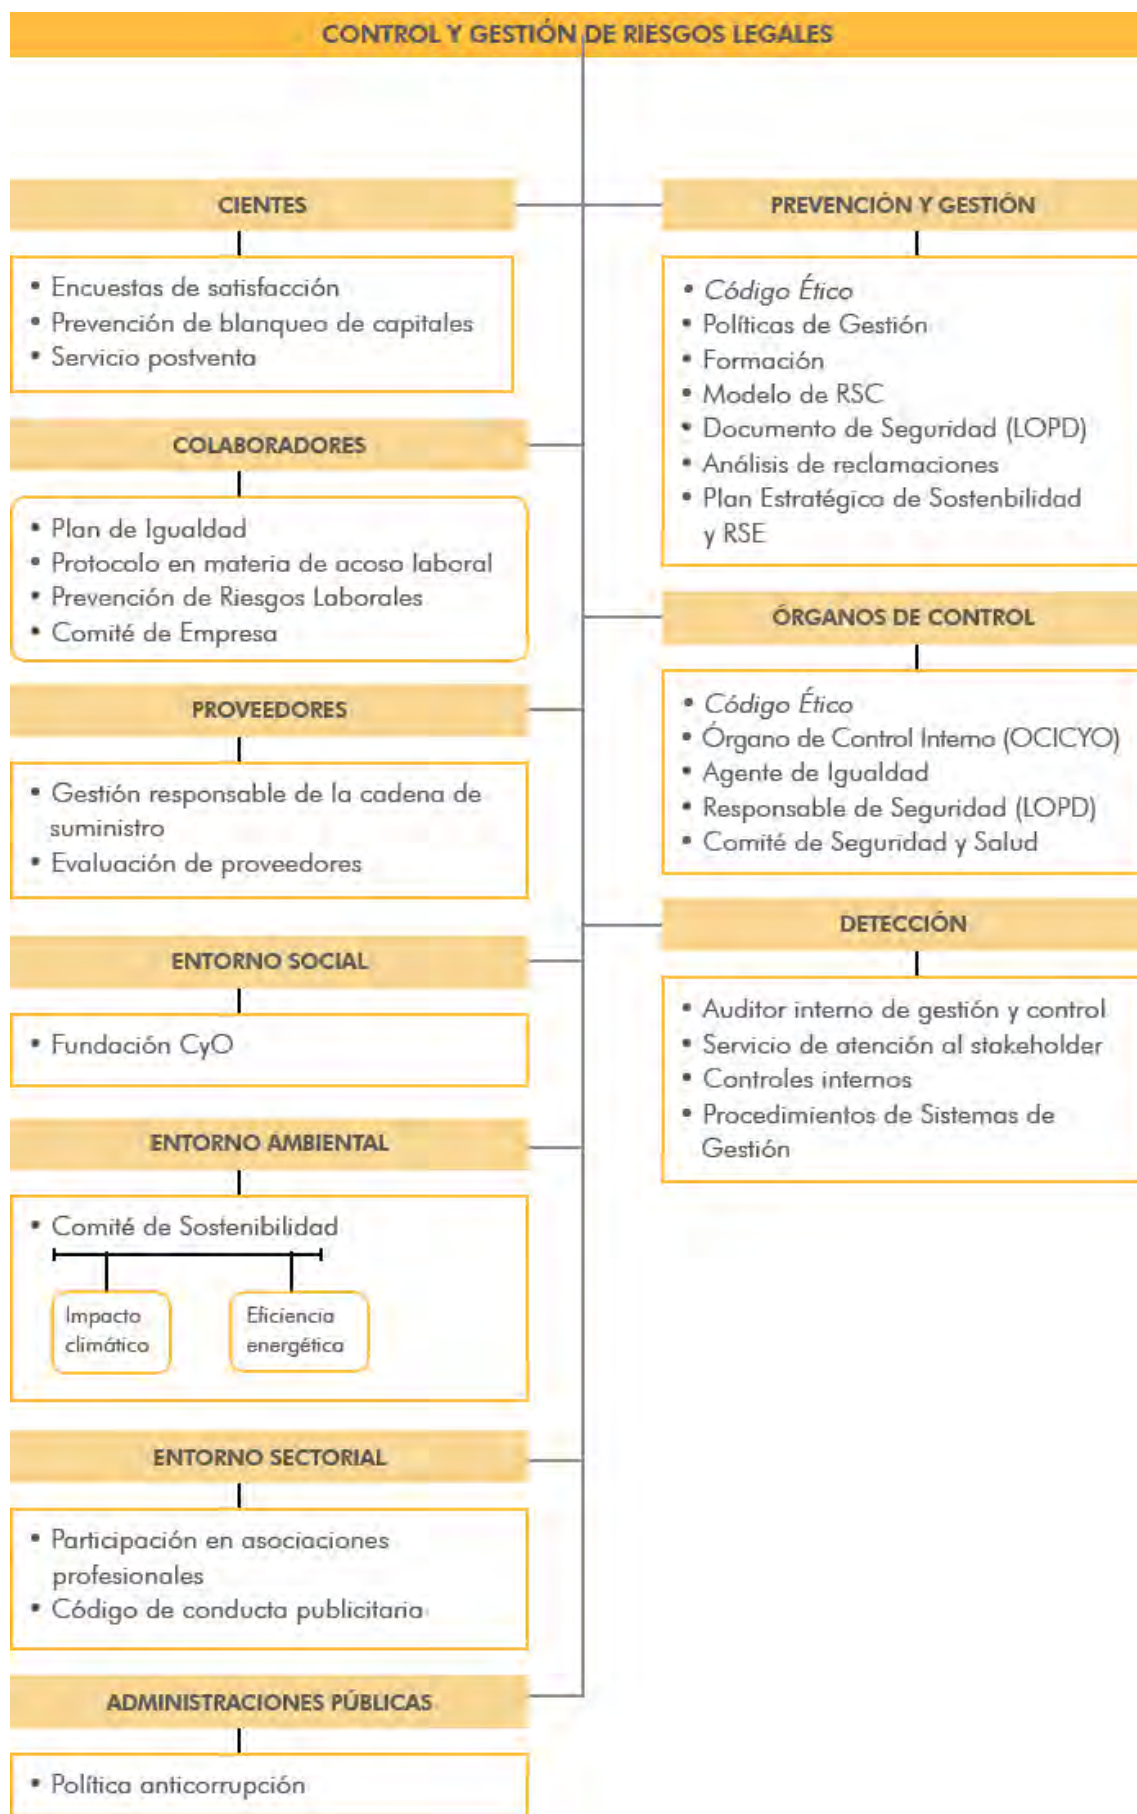 CONTROL Y GESTIÓN DE RIESGOS LEGALES
CIENTES
• Encuestas de satisfacción
• Prevención de blanqueo de capitales
• Servicio postventa
COLABORADORES
• Plan de Igualdad
• Protocolo en materia de acoso laboral
• Prevención de Riesgos Laborales
• Comité de Empresa
PROVEEDORES
• Gestión responsable de la cadena de
suministro
• Evaluación de proveedores
ENTORNO SOCIAL
• Fundación CyO
ENTORNO AMBIENTAL
• Comité de Sostenibilidad
Impacto
climático
Eficiencia
energética
ENTORNO SECTORIAL
• Participación en asociaciones
profesionales
• Código de conducta publicitaria
ADMINISTRACIONES PÚBLICAS
• Política anticorrupción
PREVENCIÓN Y GESTIÓN
• Código Ético
• Políticas de Gestión
• Formación
• Modelo de RSC
• Documento de Seguridad (LOPD)
• Análisis de reclamaciones
• Plan Estratégico de Sostenbilidad
y RSE
ÓRGANOS DE CONTROL
• Código Ético
• Órgano de Control Interno (OCICYO)
• Agente de Igualdad
• Responsable de Seguridad (LOPD)
• Comité de Seguridad y Salud
DETECCIÓN
• Auditor interno de gestión y control
• Servicio de atención al stakeholder
• Controles internos
• Procedimientos de Sistemas de
Gestión